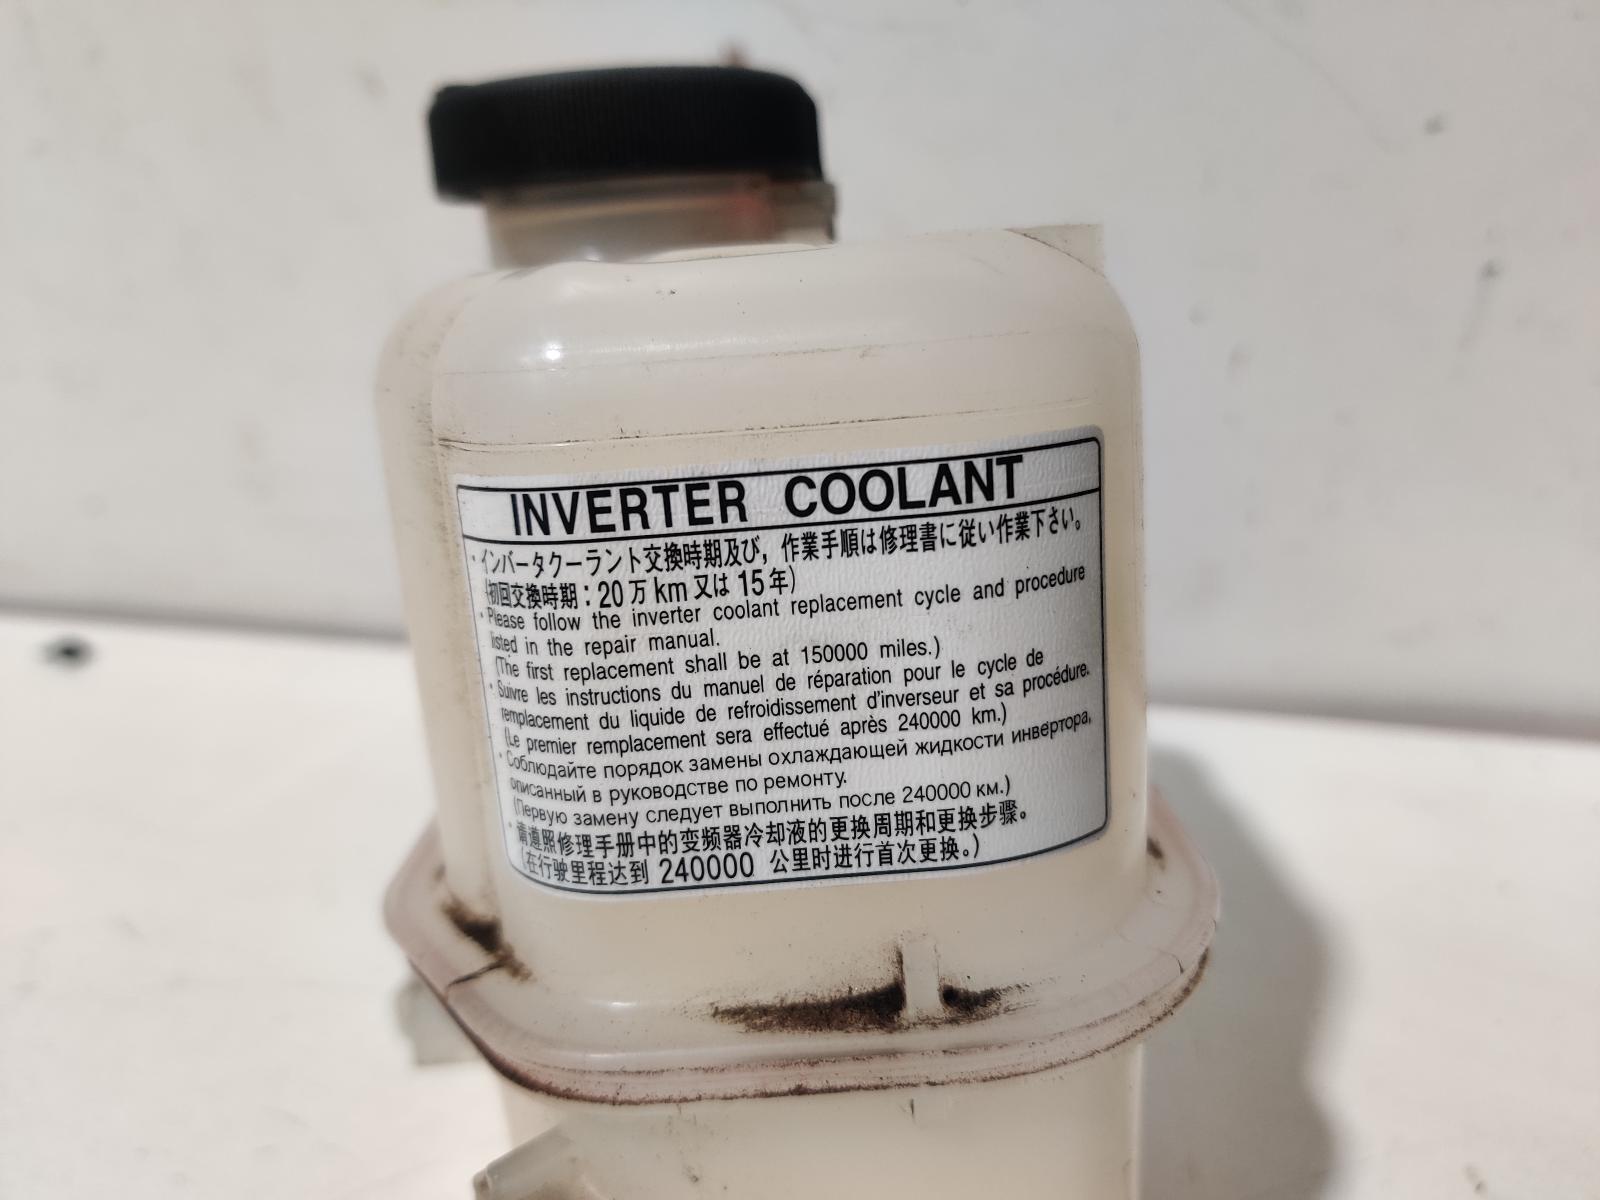 INVERTER COOLANT
・インバータクーラント交換時期及び，作業手順は修理書に従い作業下さい。
(初回交換時期：20万km又は15年)
・Please follow the inverter coolant replacement cycle and procedure
listed in the repair manual.
(The first replacement shall be at 150000 miles.)
・Suivre les instructions du manuel de réparation pour le cycle de
remplacement du liquide de refroidissement d'inverseur et sa procédure.
(Le premier remplacement sera effectué après 240000 km.)
・Соблюдайте порядок замены охлаждающей жидкости инвертора,
описанный в руководстве по ремонту.
(Первую замену следует выполнить после 240000 км.)
・请遵照修理手册中的变频器冷却液的更换周期和更换步骤。
(在行驶里程达到 240000 公里时进行首次更换。)